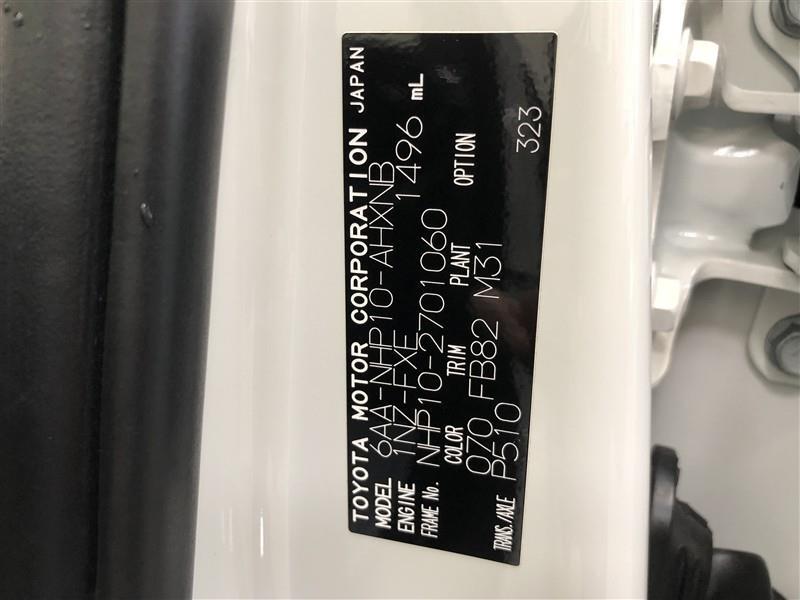 TOYOTA MOTOR CORPORATION JAPAN
MODEL 6AA-NHP10-AHXNB
ENGINE 1NZ-FXE 1496 mL
FRAME No. NHP10-2701060
COLOR TRIM PLANT OPTION
070 FB82 M31
TRANS./AXLE P510 323